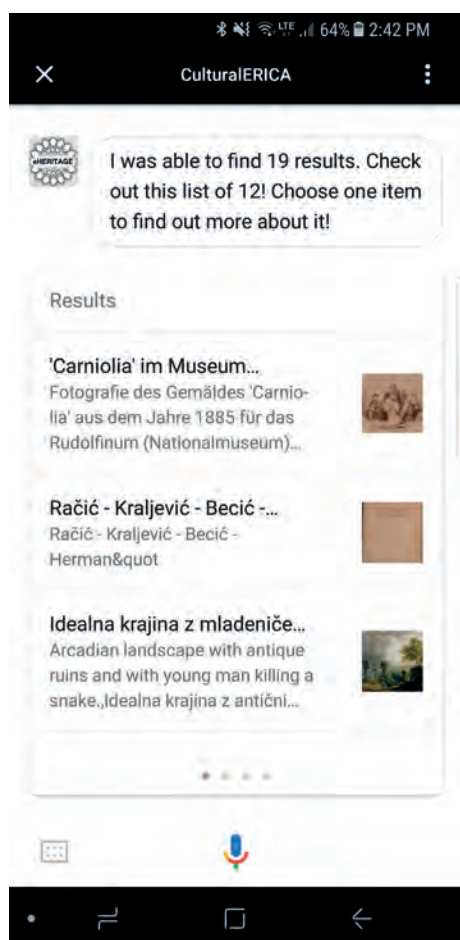 LTE 64% 2:42 PM
CulturalERICA
eHERITAGE
I was able to find 19 results. Check
out this list of 12! Choose one item
to find out more about it!
Results
'Carniolia' im Museum...
Fotografie des Gemäldes 'Carnio-
lia' aus dem Jahre 1885 für das
Rudolfinum (Nationalmuseum)...
Račić - Kraljević - Becić -...
Račić - Kraljević - Becić -
Herman&quot
Idealna krajina z mladeniče...
Arcadian landscape with antique
ruins and with young man killing a
snake.,Idealna krajina z antični...